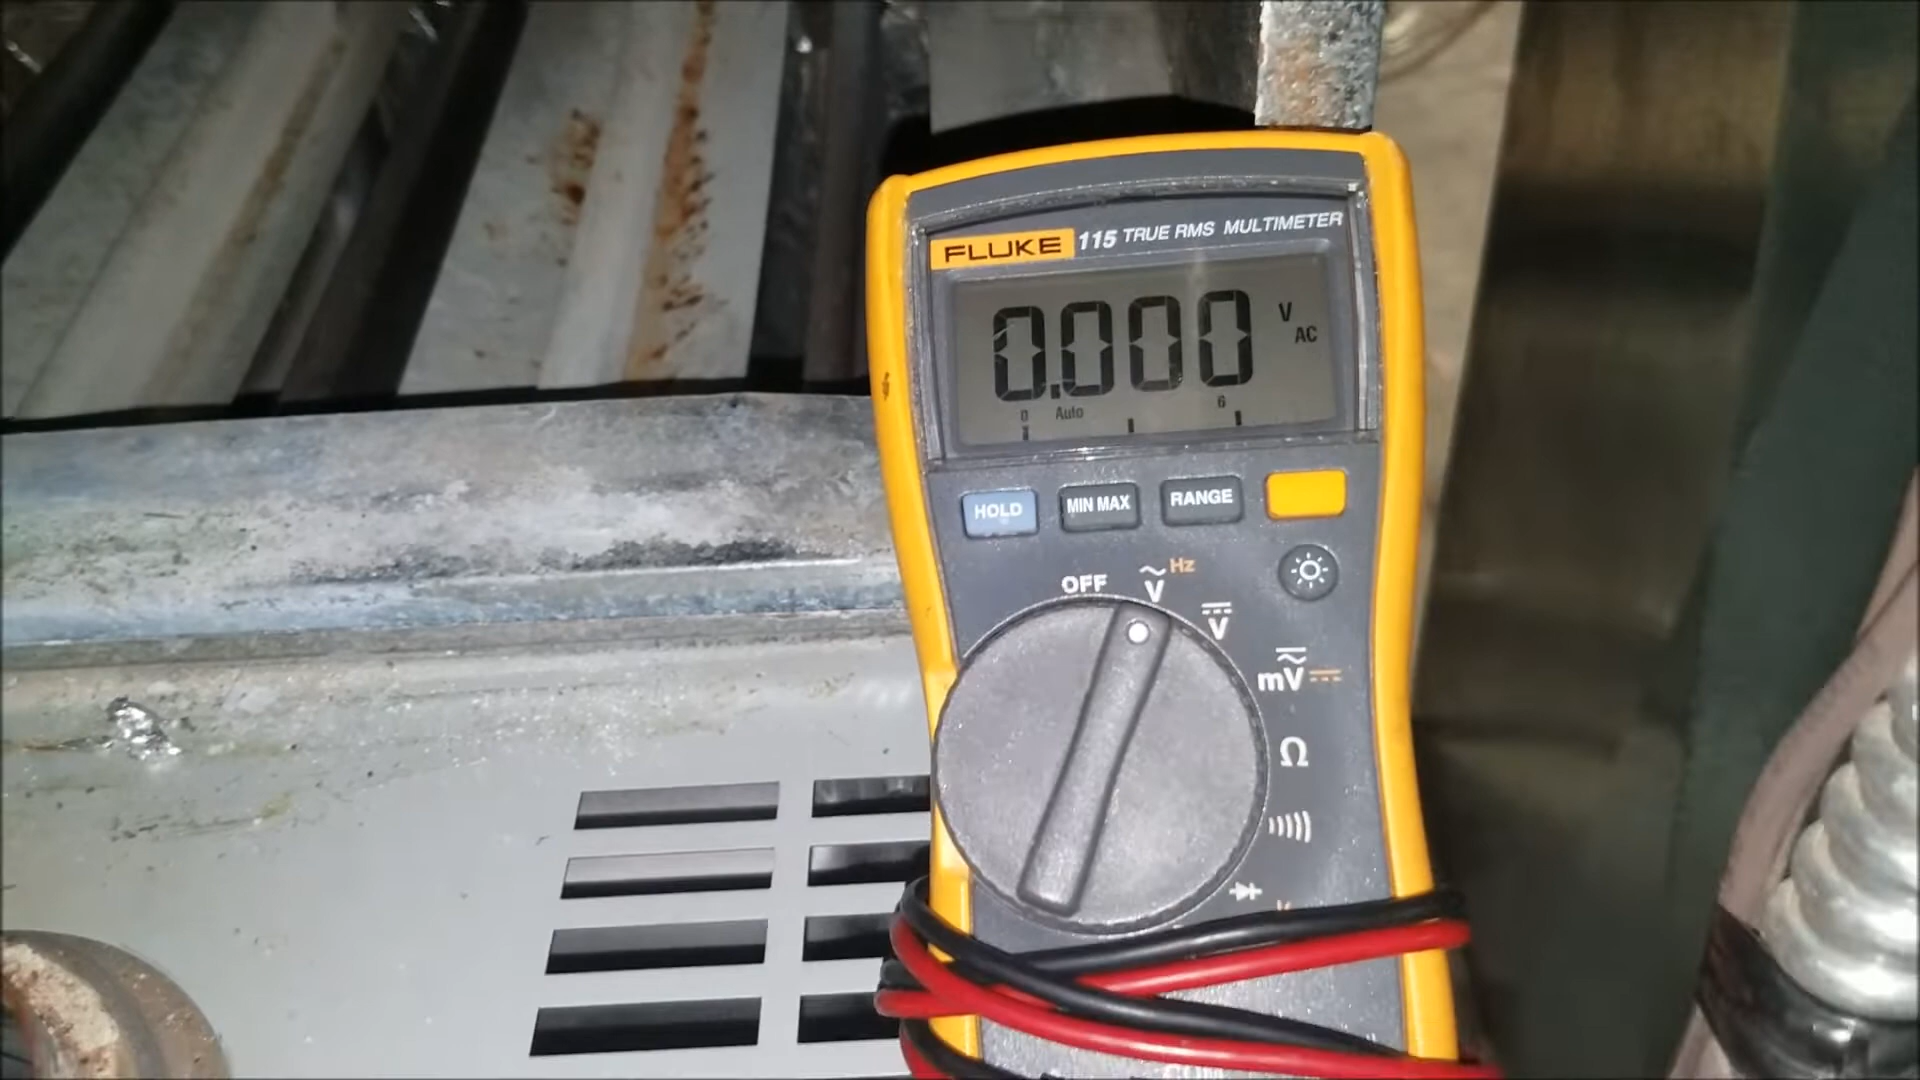 FLUKE 115 TRUE RMS MULTIMETER
0.000 V AC
0 Auto 6
HOLD MIN MAX RANGE
OFF V Hz
V
mV
Ω